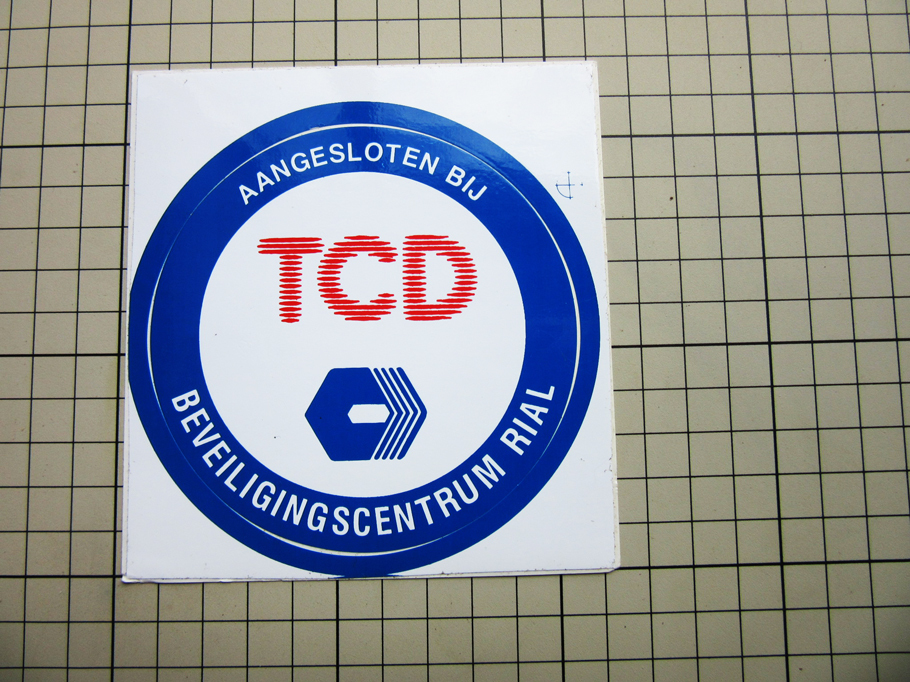 AANGESLOTEN BIJ
TCD
BEVEILIGINGSCENTRUM RIAL